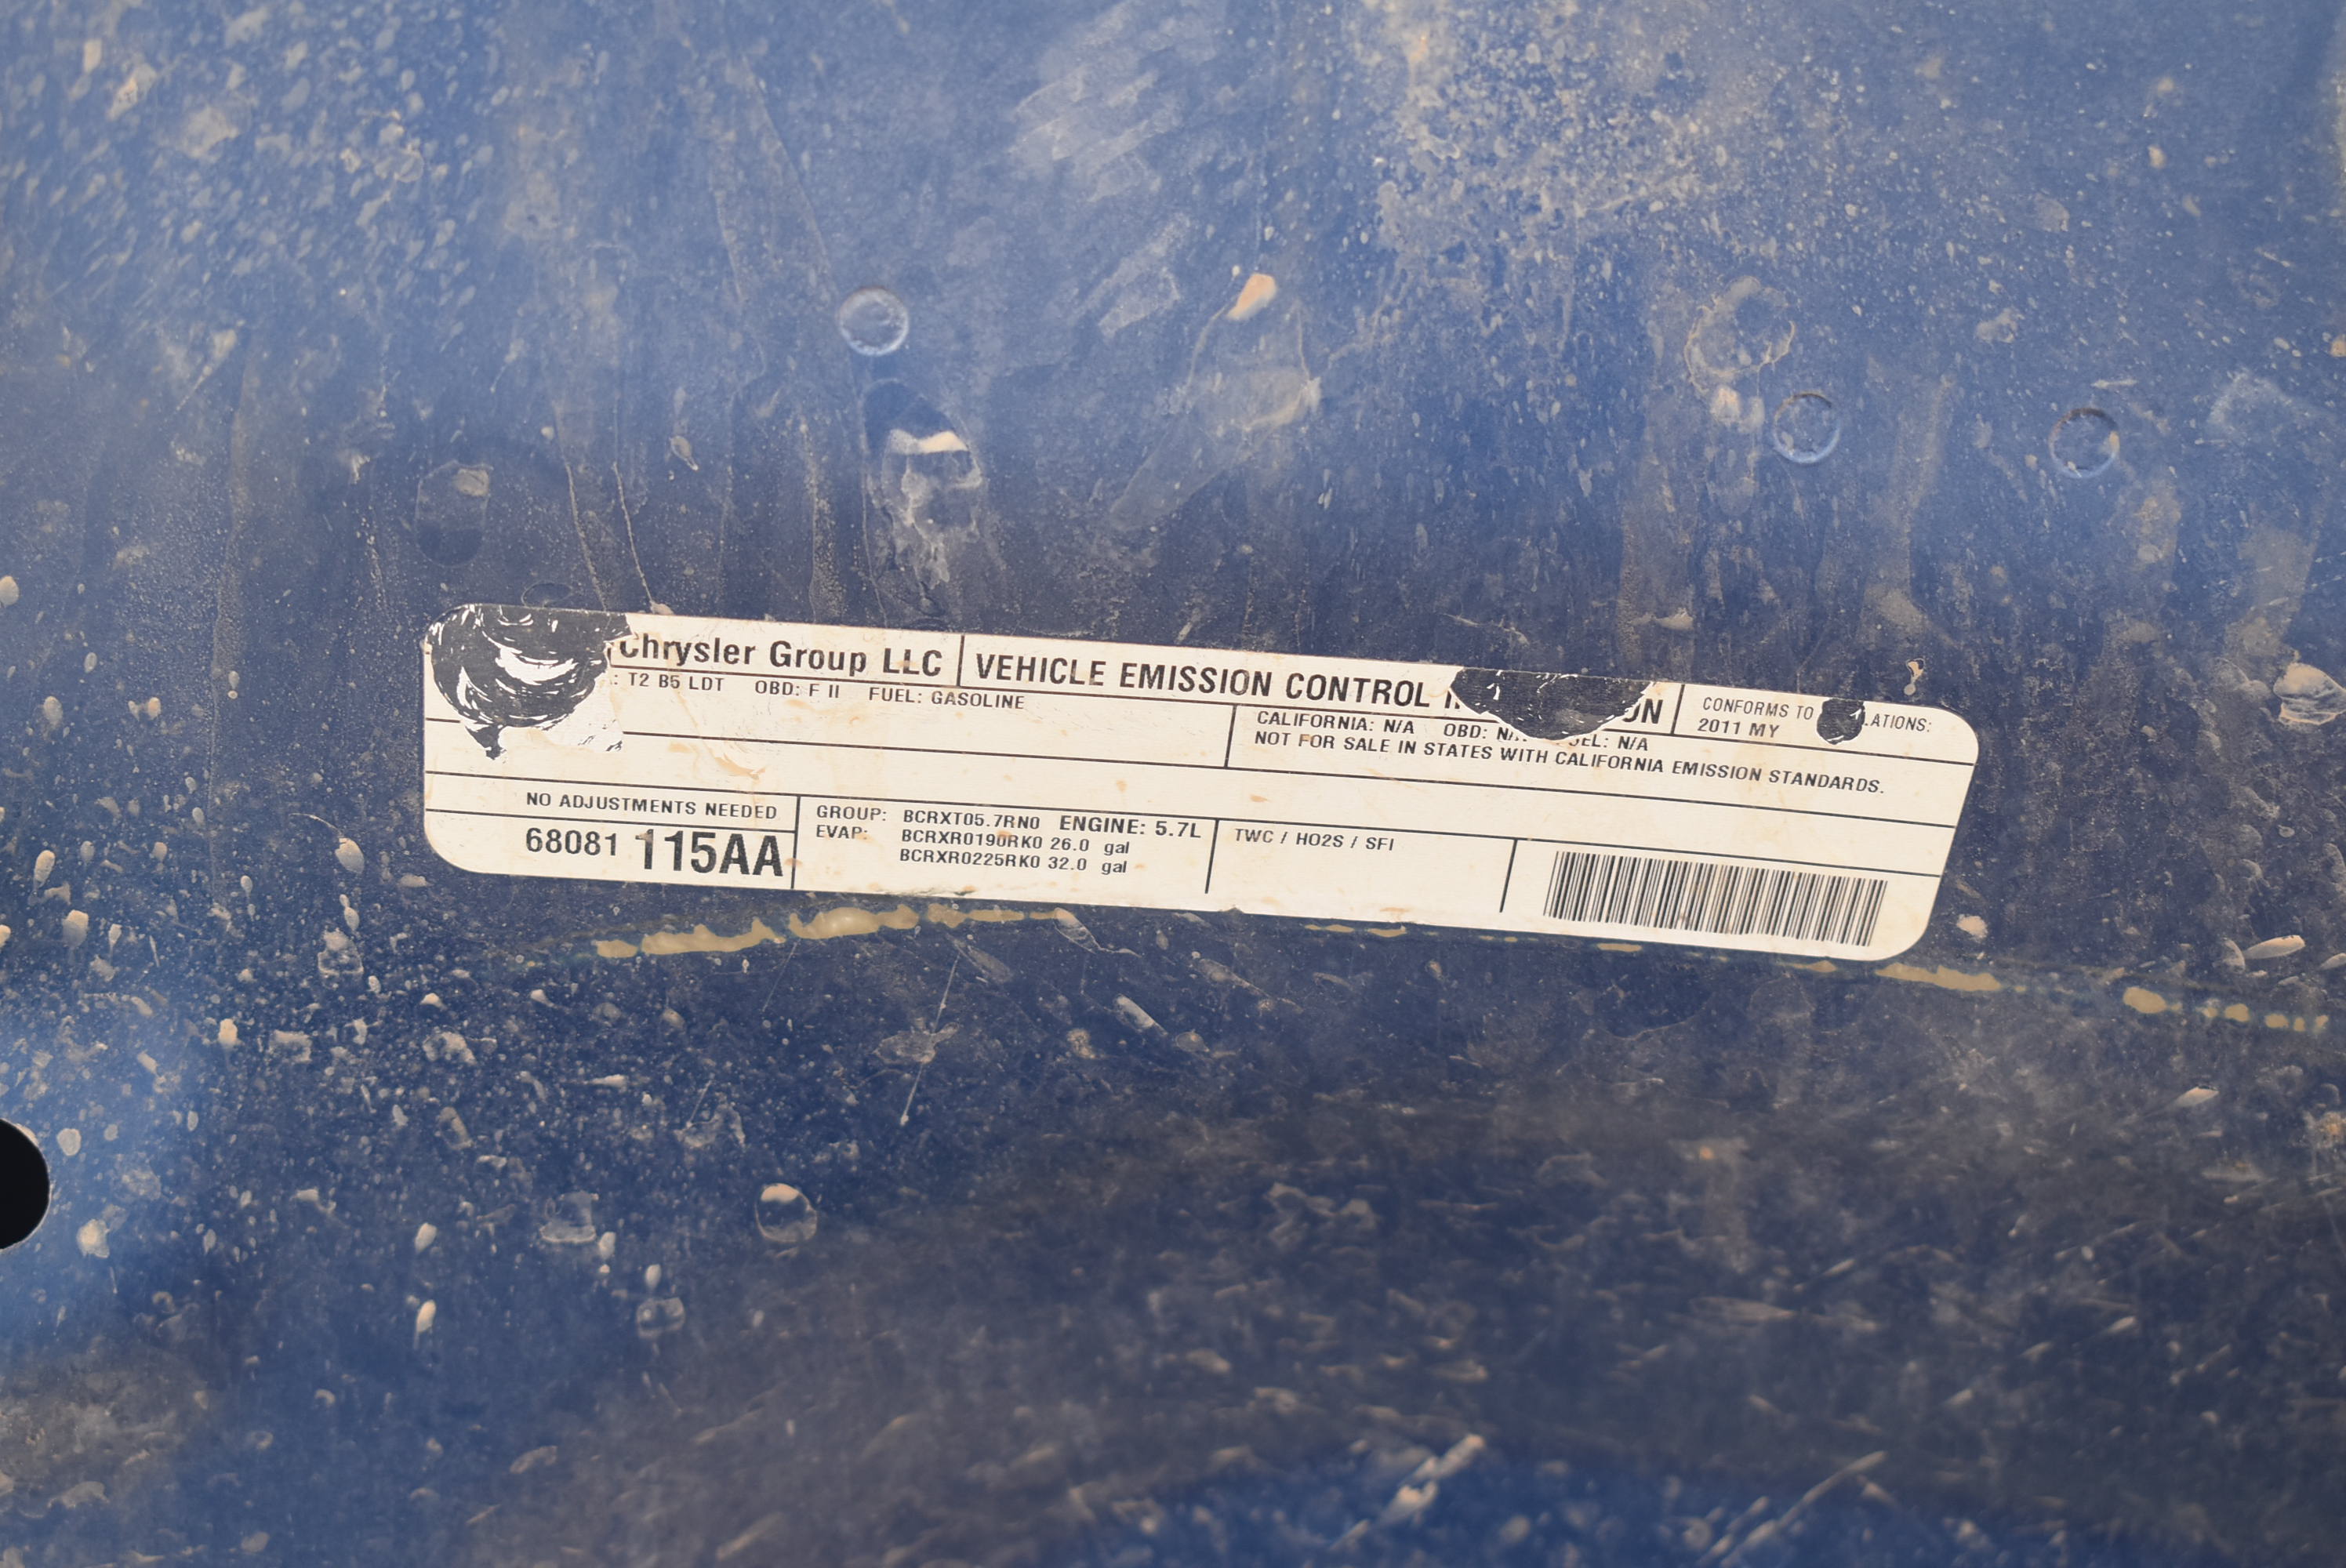 Chrysler Group LLC
VEHICLE EMISSION CONTROL
CONFORMS TO
2011 MY
: T2 B5 LDT OBD: F II FUEL: GASOLINE
CALIFORNIA: N/A OBD: FUEL: N/A
NOT FOR SALE IN STATES WITH CALIFORNIA EMISSION STANDARDS.
NO ADJUSTMENTS NEEDED
68081 115AA
GROUP: BCRXT05.7RN0 ENGINE: 5.7L
EVAP: BCRXR0190RK0 26.0 gal
BCRXR0225RK0 32.0 gal
TWC / HO2S / SFI